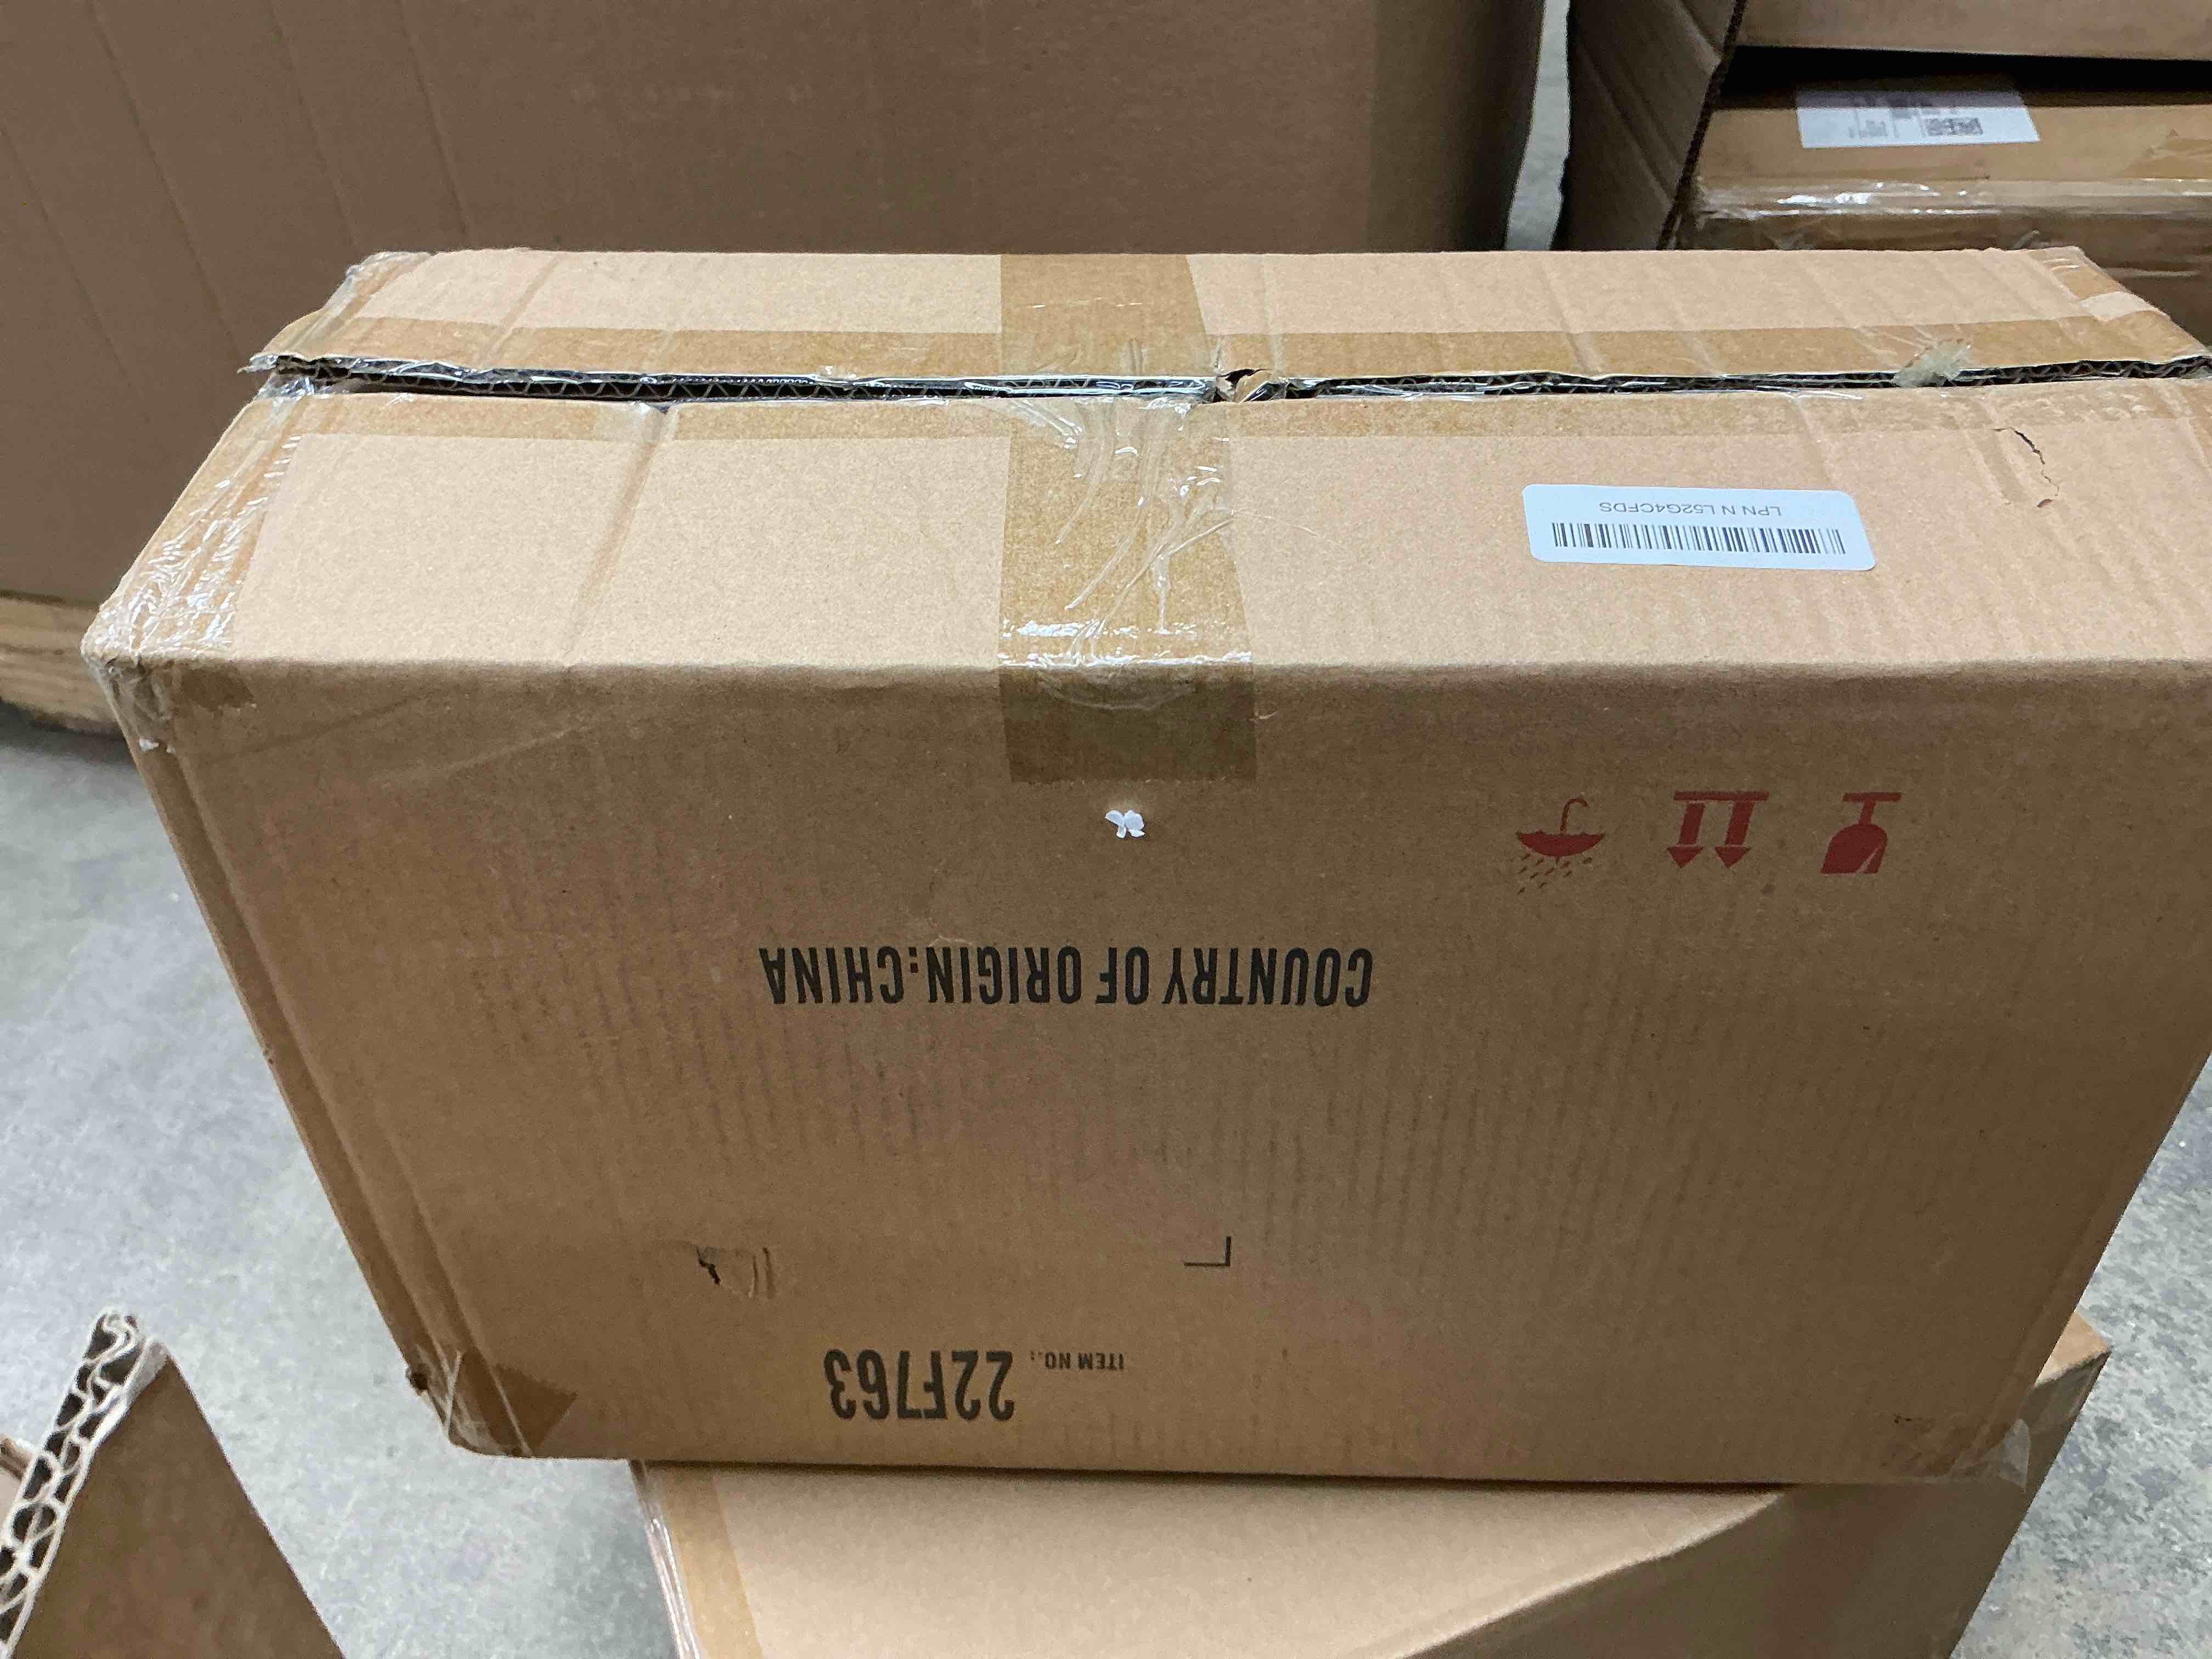 LPN N L52G4CFDS
COUNTRY OF ORIGIN:CHINA
ITEM NO.: 22F763